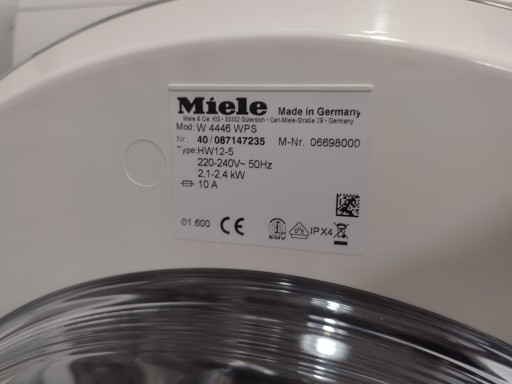 Miele Made in Germany
Miele & Cie. KG • 33332 Gütersloh • Carl-Miele-Straße 29 • Germany
Mod: W 4446 WPS
Nr. 40 / 087147235 M-Nr. 06698000
Type: HW12-5
220-240V~ 50Hz
2,1-2,4 kW
10 A
1.600 CE IPX4